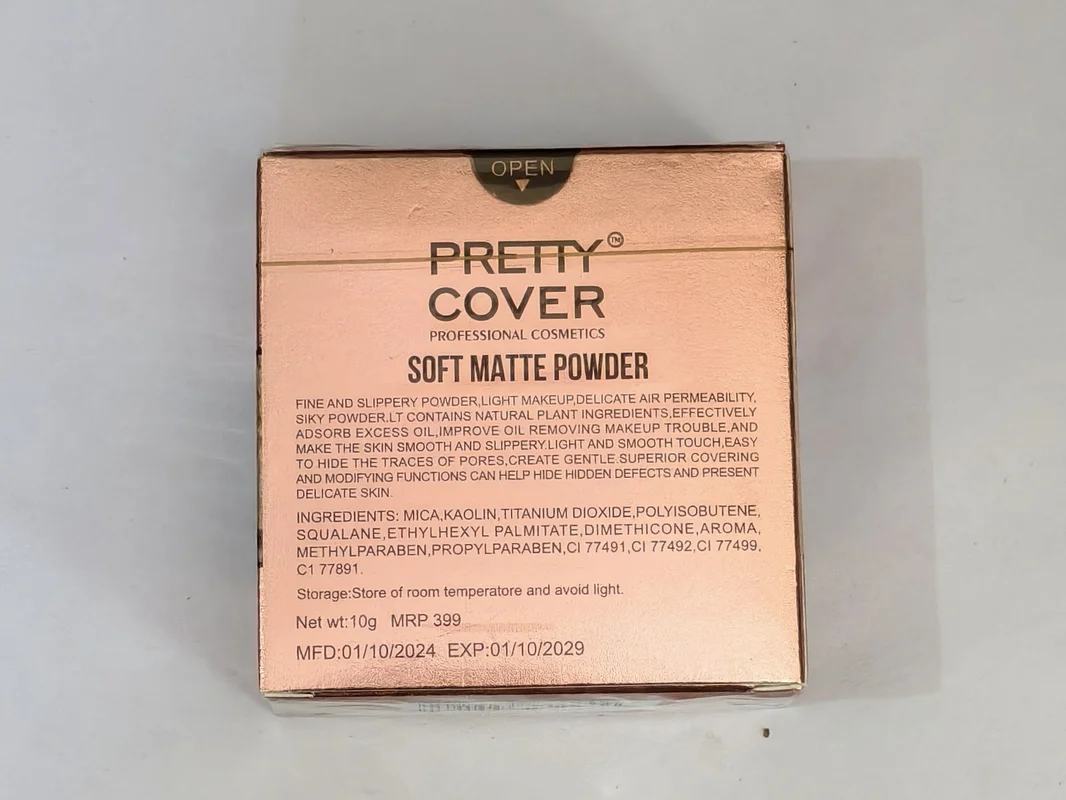 OPEN
PRETTY TM
COVER
PROFESSIONAL COSMETICS
SOFT MATTE POWDER
FINE AND SLIPPERY POWDER,LIGHT MAKEUP,DELICATE AIR PERMEABILITY,
SIKY POWDER.LT CONTAINS NATURAL PLANT INGREDIENTS,EFFECTIVELY
ADSORB EXCESS OIL,IMPROVE OIL REMOVING MAKEUP TROUBLE,AND
MAKE THE SKIN SMOOTH AND SLIPPERY.LIGHT AND SMOOTH TOUCH,EASY
TO HIDE THE TRACES OF PORES,CREATE GENTLE.SUPERIOR COVERING
AND MODIFYING FUNCTIONS CAN HELP HIDE HIDDEN DEFECTS AND PRESENT
DELICATE SKIN.
INGREDIENTS: MICA,KAOLIN,TITANIUM DIOXIDE,POLYISOBUTENE,
SQUALANE,ETHYLHEXYL PALMITATE,DIMETHICONE,AROMA,
METHYLPARABEN,PROPYLPARABEN,CI 77491,CI 77492,CI 77499,
C1 77891.
Storage:Store of room temperatore and avoid light.
Net wt:10g MRP 399
MFD:01/10/2024 EXP:01/10/2029